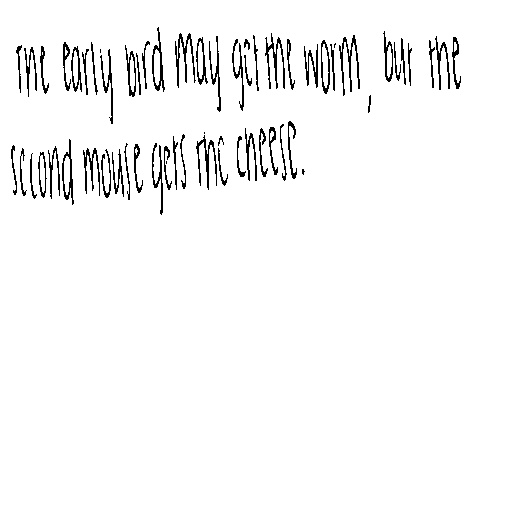 The early bird may get the worm, but the
second mouse gets the cheese.